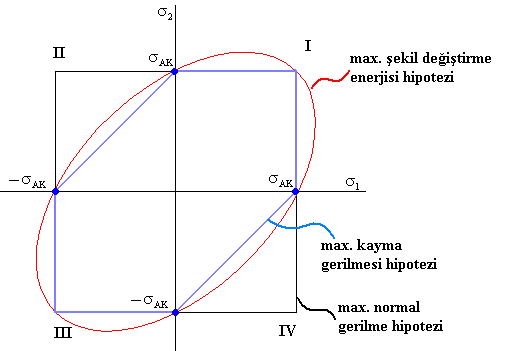 σ2
II
I
σAK
max. şekil değiştirme
enerjisi hipotezi
−σAK
σAK
σ1
max. kayma
gerilmesi hipotezi
−σAK
max. normal
gerilme hipotezi
III
IV